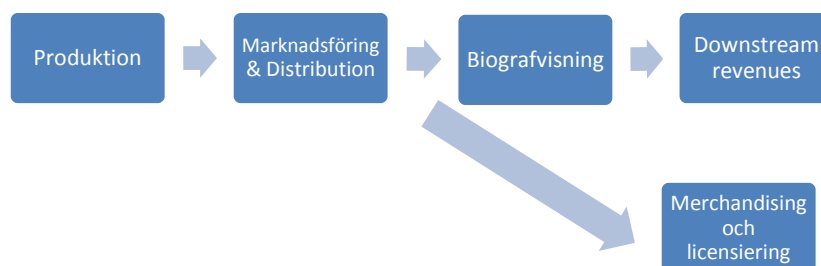 Produktion
Marknadsföring
& Distribution
Biografvisning
Downstream
revenues
Merchandising
och
licensiering